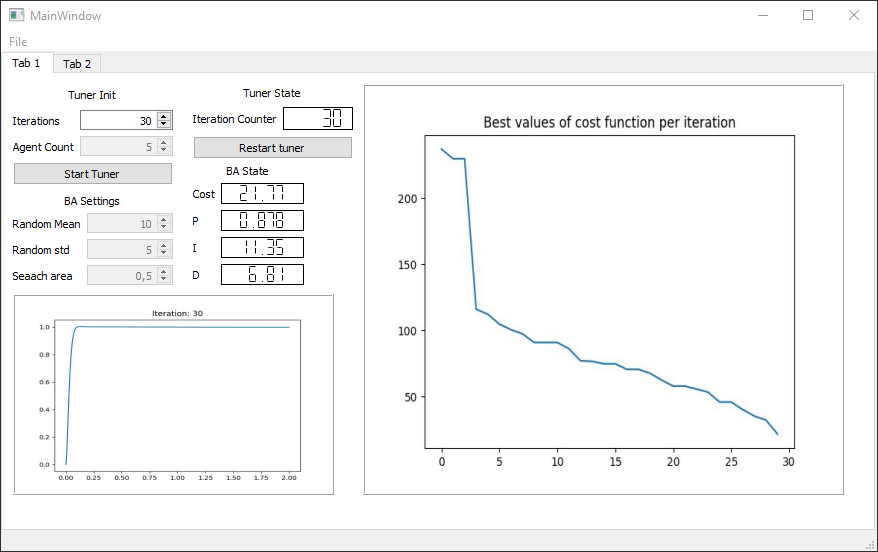 MainWindow
File
Tab 1
Tab 2
Tuner Init
Iterations
30
Agent Count
5
Start Tuner
BA Settings
Random Mean
10
Random std
5
Seaach area
0,5
Tuner State
Iteration Counter
30
Restart tuner
BA State
Cost
21.77
P
0.878
I
11.35
D
6.81
Iteration: 30
1.0
0.8
0.6
0.4
0.2
0.0
0.00 0.25 0.50 0.75 1.00 1.25 1.50 1.75 2.00
Best values of cost function per iteration
200
150
100
50
0 5 10 15 20 25 30